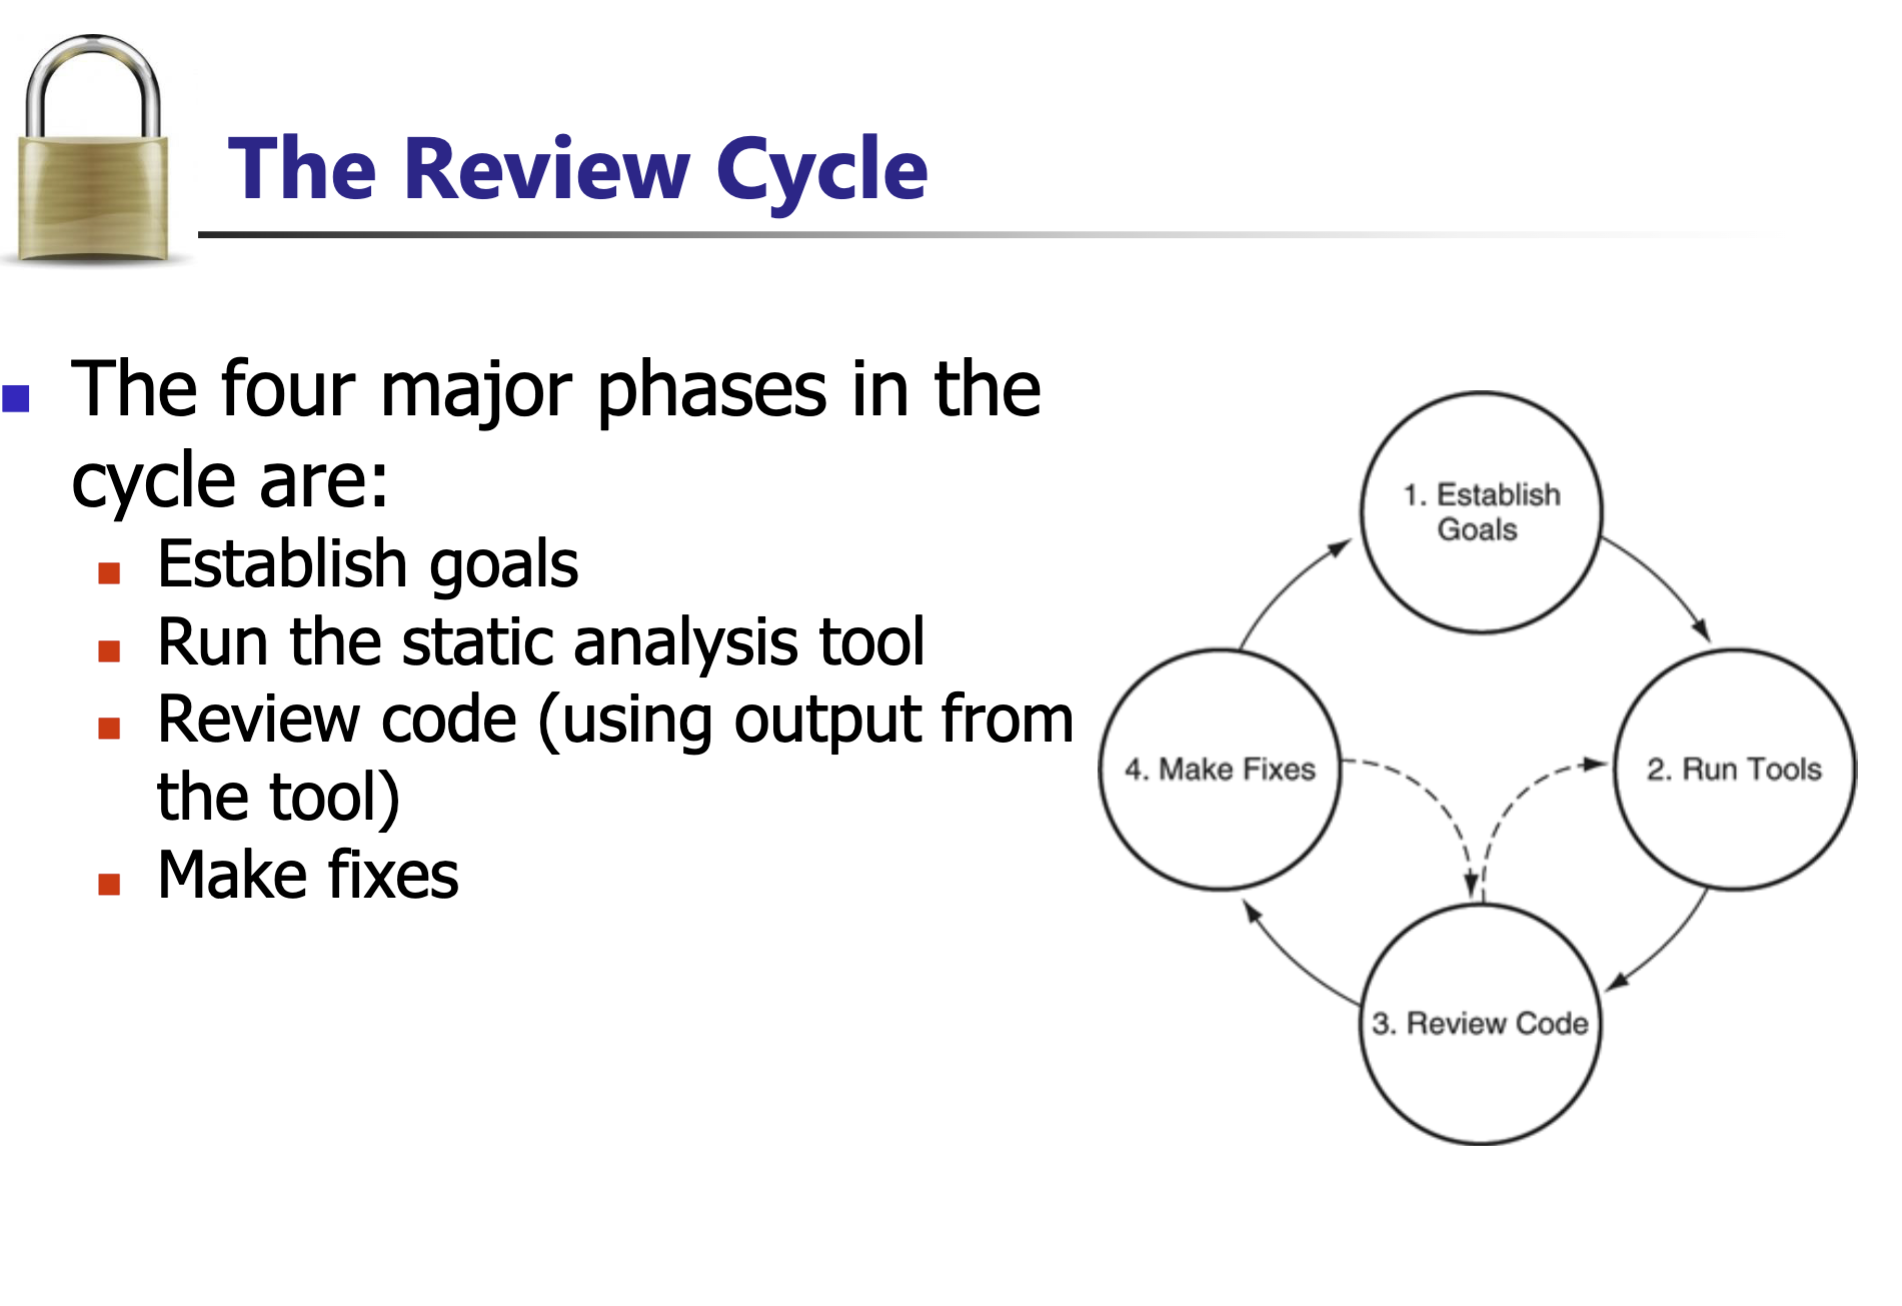 The Review Cycle
The four major phases in the
cycle are:
Establish goals
Run the static analysis tool
Review code (using output from
the tool)
Make fixes
1. Establish
Goals
4. Make Fixes
2. Run Tools
3. Review Code